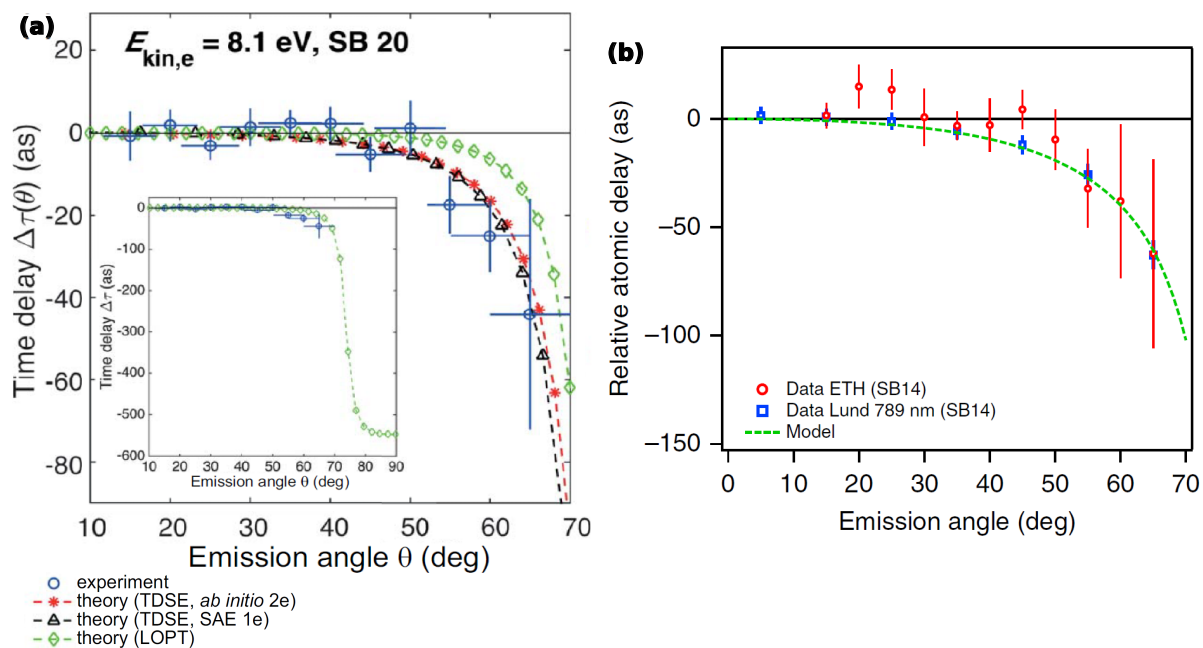 (a)
E_kin,e = 8.1 eV, SB 20
20
0
-20
-40
-60
-80
Time delay Δτ(θ) (as)
0
-100
-200
-300
-400
-500
-600
Time delay Δτ (as)
10 20 30 40 50 60 70 80 90
Emission angle θ (deg)
10 20 30 40 50 60 70
Emission angle θ (deg)
experiment
theory (TDSE, ab initio 2e)
theory (TDSE, SAE 1e)
theory (LOPT)
(b)
0
−50
−100
−150
Relative atomic delay (as)
Data ETH (SB14)
Data Lund 789 nm (SB14)
Model
0 10 20 30 40 50 60 70
Emission angle (deg)